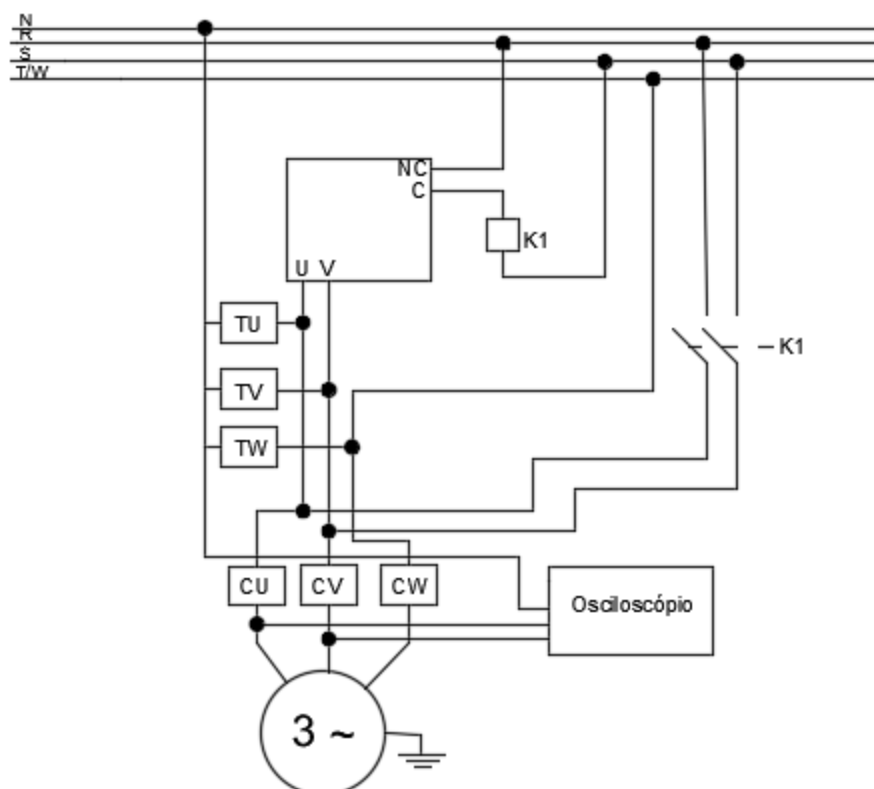 N
R
S
T/W
NC
C
K1
U V
TU
K1
TV
TW
CU CV CW
Osciloscópio
3 ~